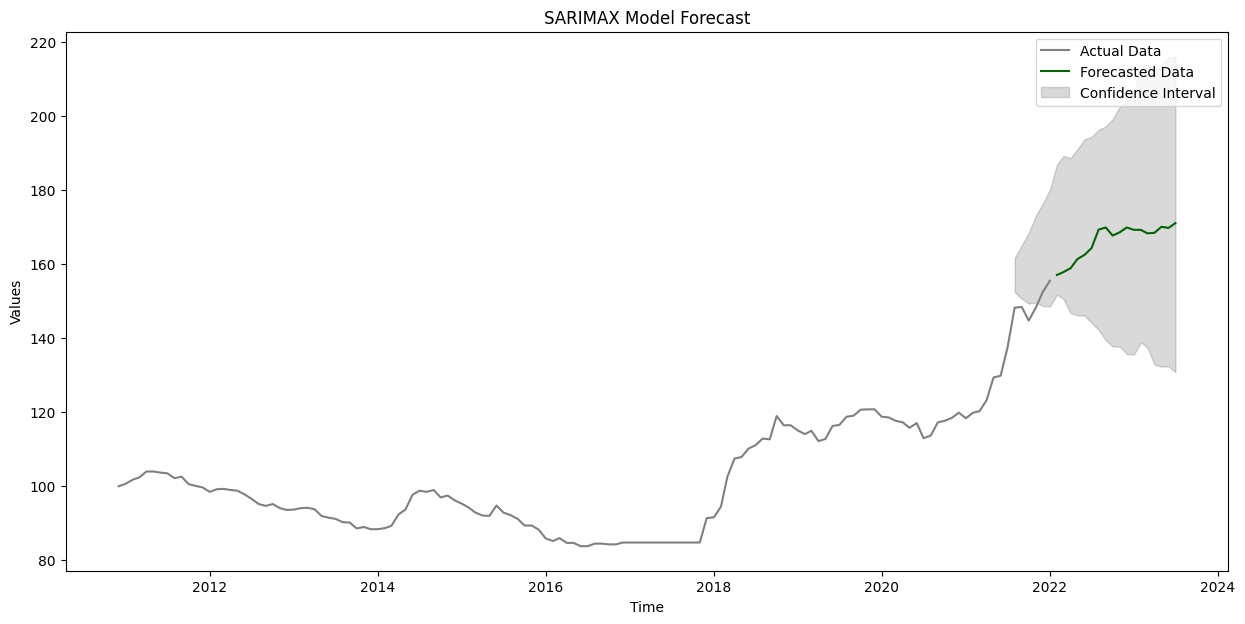 SARIMAX Model Forecast
220
200
180
160
140
120
100
80
Values
Actual Data
Forecasted Data
Confidence Interval
2012
2014
2016
2018
2020
2022
2024
Time